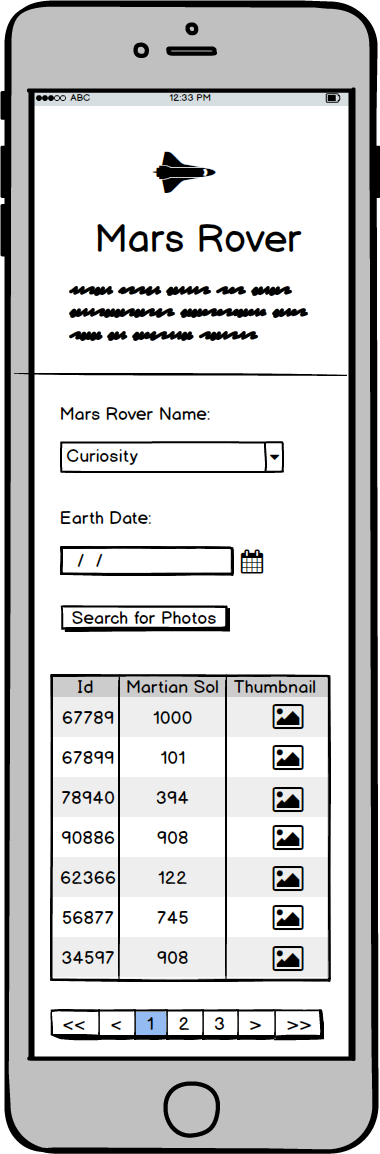 ABC 12:33 PM
Mars Rover
Mars Rover Name:
Curiosity
Earth Date:
/ /
Search for Photos
Id Martian Sol Thumbnail
67789 1000
67899 101
78940 394
90886 908
62366 122
56877 745
34597 908
<< < 1 2 3 > >>